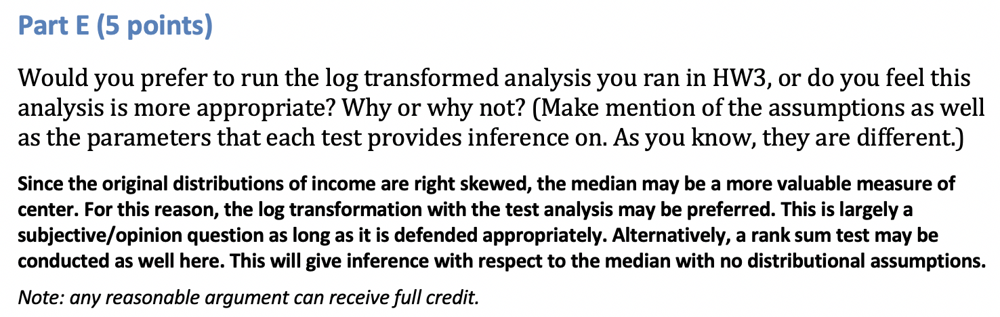 Part E (5 points)
Would you prefer to run the log transformed analysis you ran in HW3, or do you feel this
analysis is more appropriate? Why or why not? (Make mention of the assumptions as well
as the parameters that each test provides inference on. As you know, they are different.)
Since the original distributions of income are right skewed, the median may be a more valuable measure of
center. For this reason, the log transformation with the test analysis may be preferred. This is largely a
subjective/opinion question as long as it is defended appropriately. Alternatively, a rank sum test may be
conducted as well here. This will give inference with respect to the median with no distributional assumptions.
Note: any reasonable argument can receive full credit.